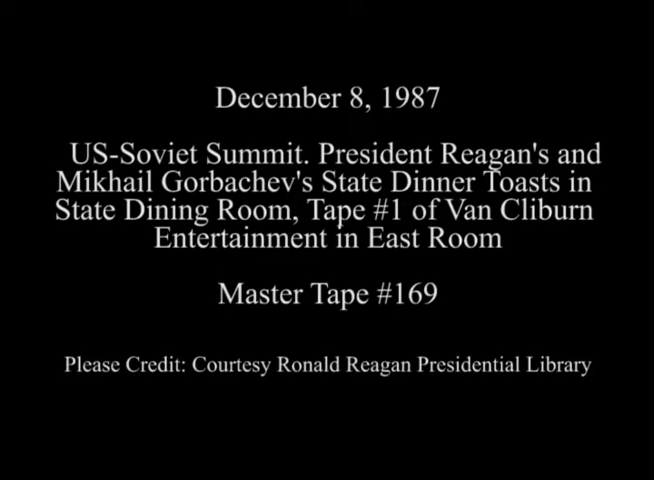 December 8, 1987
US-Soviet Summit. President Reagan's and
Mikhail Gorbachev's State Dinner Toasts in
State Dining Room, Tape #1 of Van Cliburn
Entertainment in East Room
Master Tape #169
Please Credit: Courtesy Ronald Reagan Presidential Library